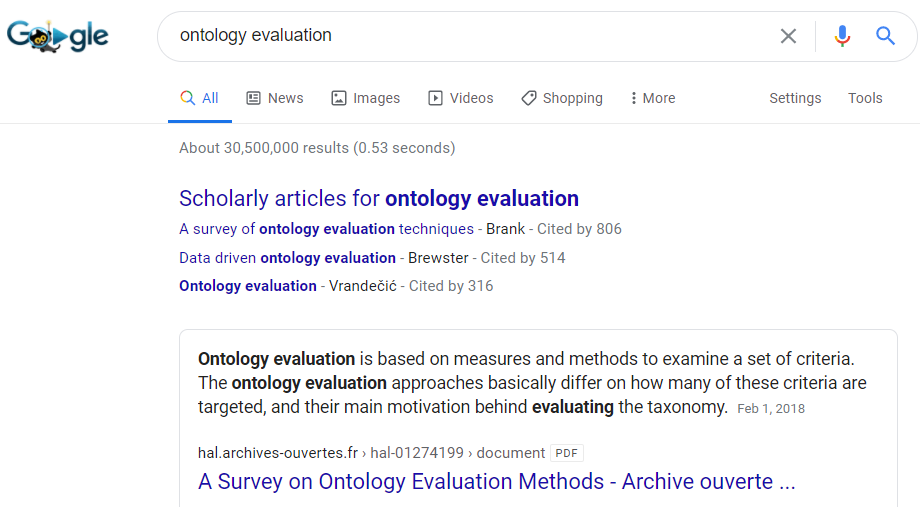 Google
ontology evaluation
All News Images Videos Shopping More Settings Tools
About 30,500,000 results (0.53 seconds)
Scholarly articles for ontology evaluation
A survey of ontology evaluation techniques - Brank - Cited by 806
Data driven ontology evaluation - Brewster - Cited by 514
Ontology evaluation - Vrandečić - Cited by 316
Ontology evaluation is based on measures and methods to examine a set of criteria.
The ontology evaluation approaches basically differ on how many of these criteria are
targeted, and their main motivation behind evaluating the taxonomy. Feb 1, 2018
hal.archives-ouvertes.fr › hal-01274199 › document PDF
A Survey on Ontology Evaluation Methods - Archive ouverte ...